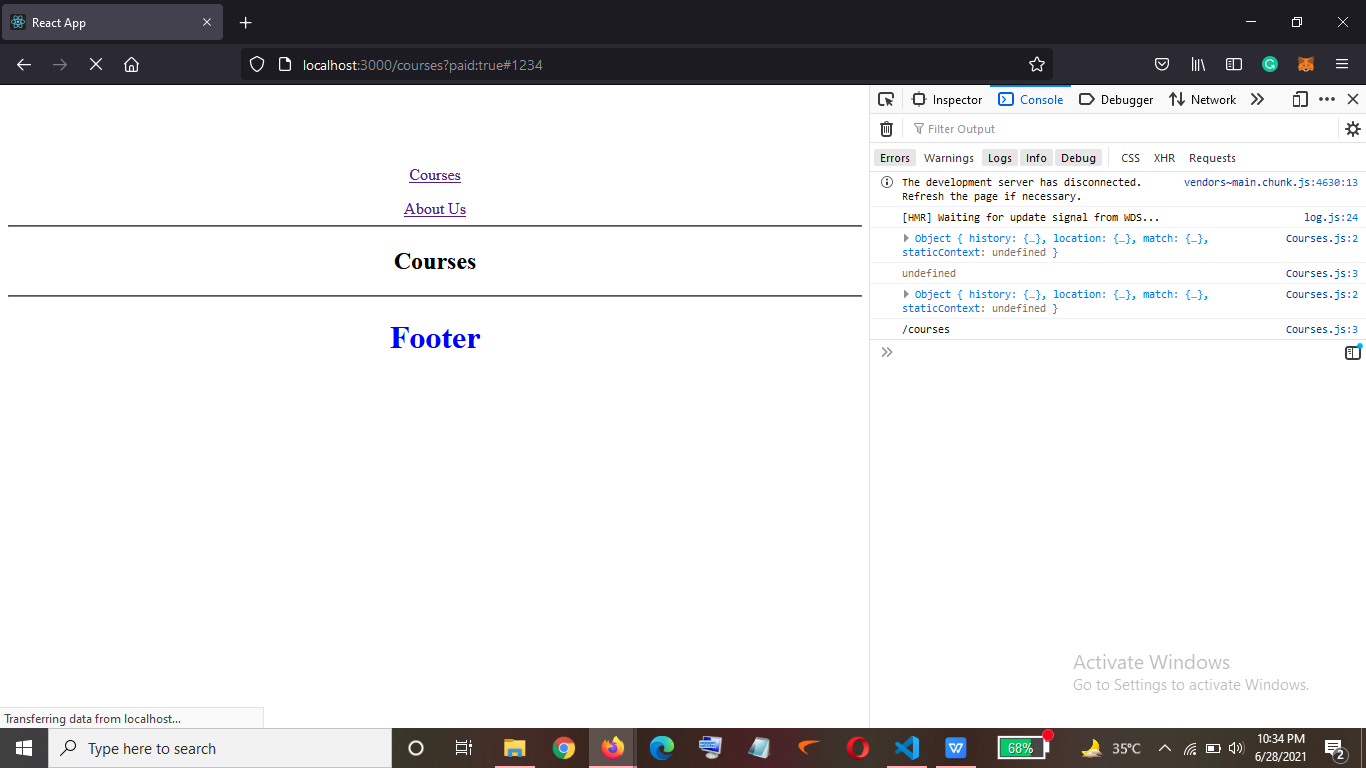 React App
localhost:3000/courses?paid:true#1234
Inspector Console Debugger Network
Filter Output
Errors Warnings Logs Info Debug CSS XHR Requests
The development server has disconnected. vendors~main.chunk.js:4630:13
Refresh the page if necessary.
[HMR] Waiting for update signal from WDS... log.js:24
Object { history: {…}, location: {…}, match: {…}, Courses.js:2
staticContext: undefined }
undefined Courses.js:3
Object { history: {…}, location: {…}, match: {…}, Courses.js:2
staticContext: undefined }
/courses Courses.js:3
Courses
About Us
Courses
Footer
Activate Windows
Go to Settings to activate Windows.
Transferring data from localhost...
Type here to search
68%
35°C
10:34 PM
6/28/2021
2